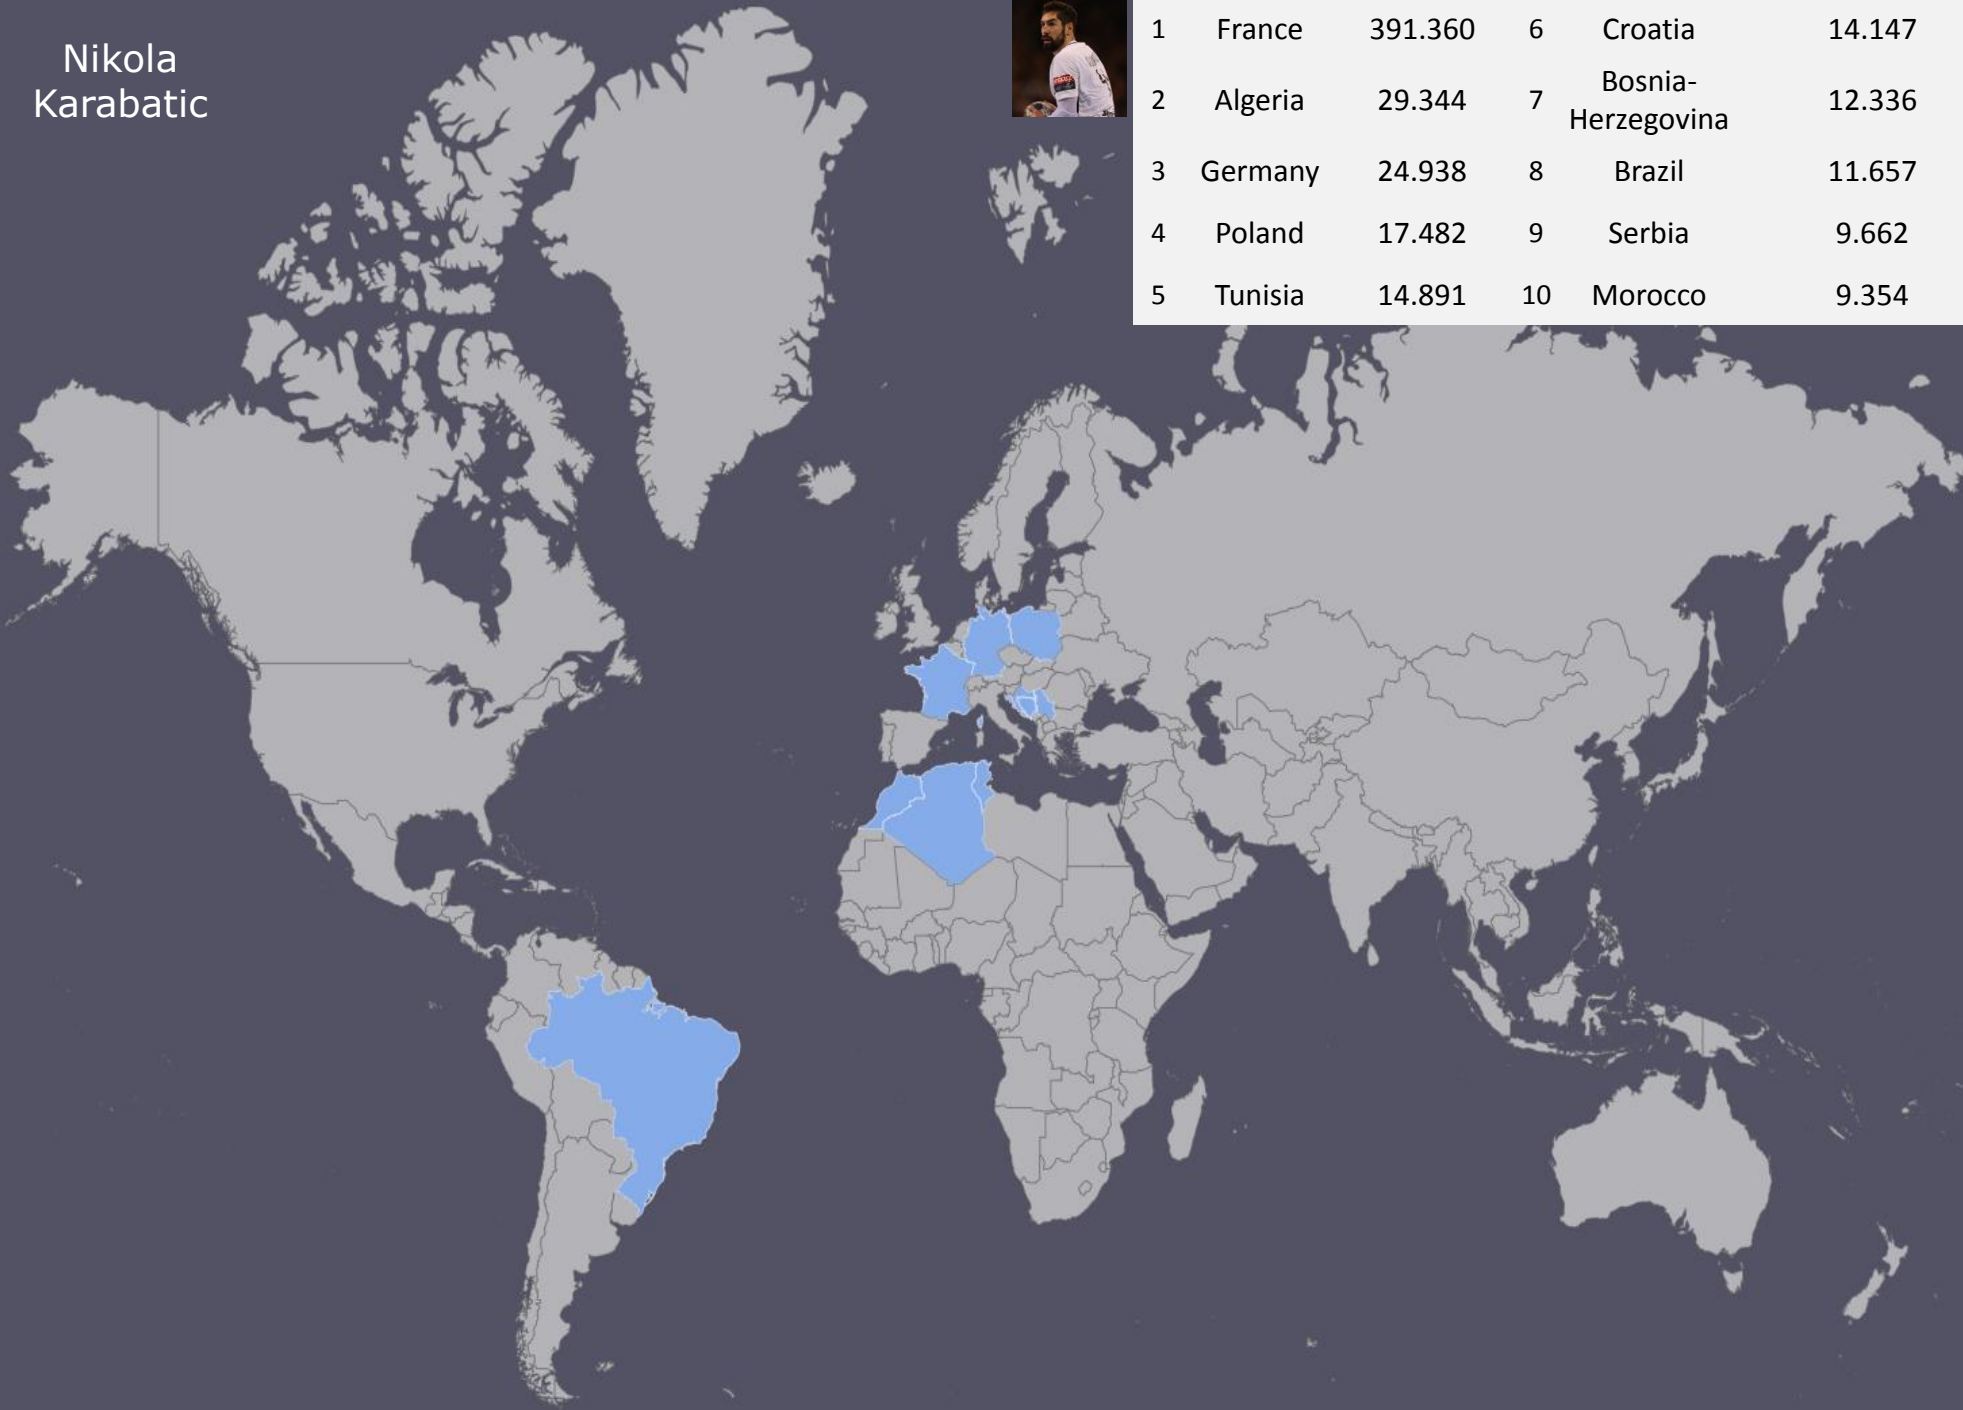 Nikola
Karabatic
1 France 391.360 6 Croatia 14.147
2 Algeria 29.344 7 Bosnia-
Herzegovina 12.336
3 Germany 24.938 8 Brazil 11.657
4 Poland 17.482 9 Serbia 9.662
5 Tunisia 14.891 10 Morocco 9.354